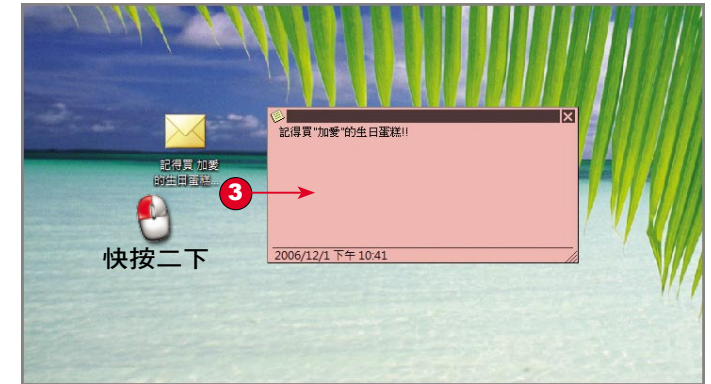 記得買"加愛"的生日蛋糕!!
記得買 加愛
的生日蛋糕...
3
快按二下
2006/12/1 下午 10:41